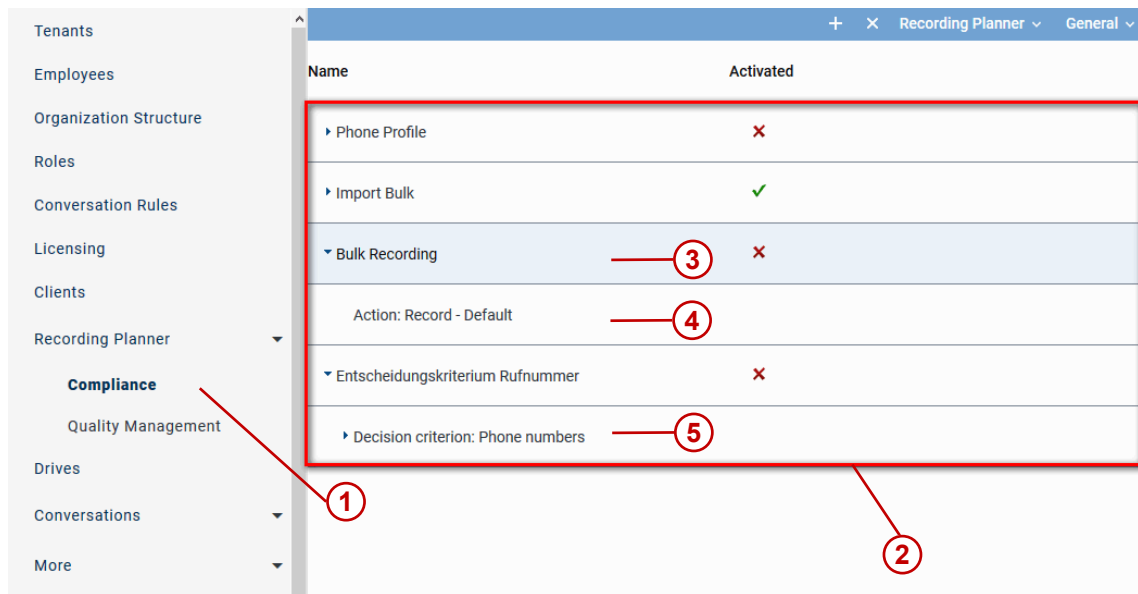 Tenants
Employees
Organization Structure
Roles
Conversation Rules
Licensing
Clients
Recording Planner
Compliance
Quality Management
Drives
Conversations
More
Recording Planner General
Name Activated
Phone Profile
Import Bulk
Bulk Recording 3
Action: Record - Default 4
Entscheidungskriterium Rufnummer
Decision criterion: Phone numbers 5
1
2